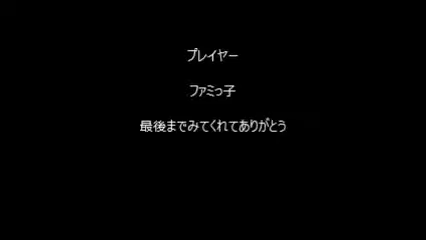 プレイヤー
ファミっ子
最後までみてくれてありがとう